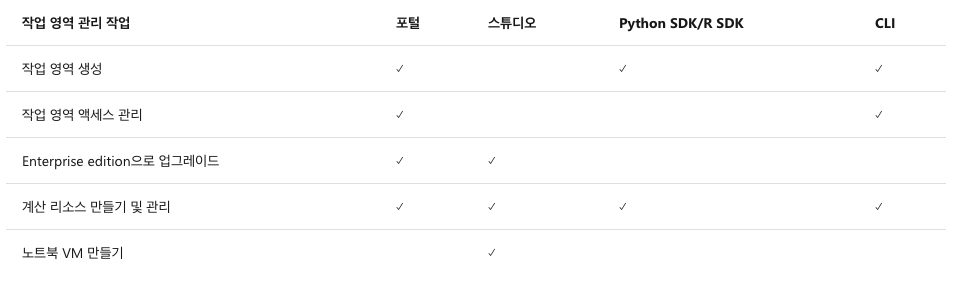 작업 영역 관리 작업 포털 스튜디오 Python SDK/R SDK CLI
작업 영역 생성 ✓ ✓ ✓
작업 영역 액세스 관리 ✓ ✓
Enterprise edition으로 업그레이드 ✓ ✓
계산 리소스 만들기 및 관리 ✓ ✓ ✓ ✓
노트북 VM 만들기 ✓